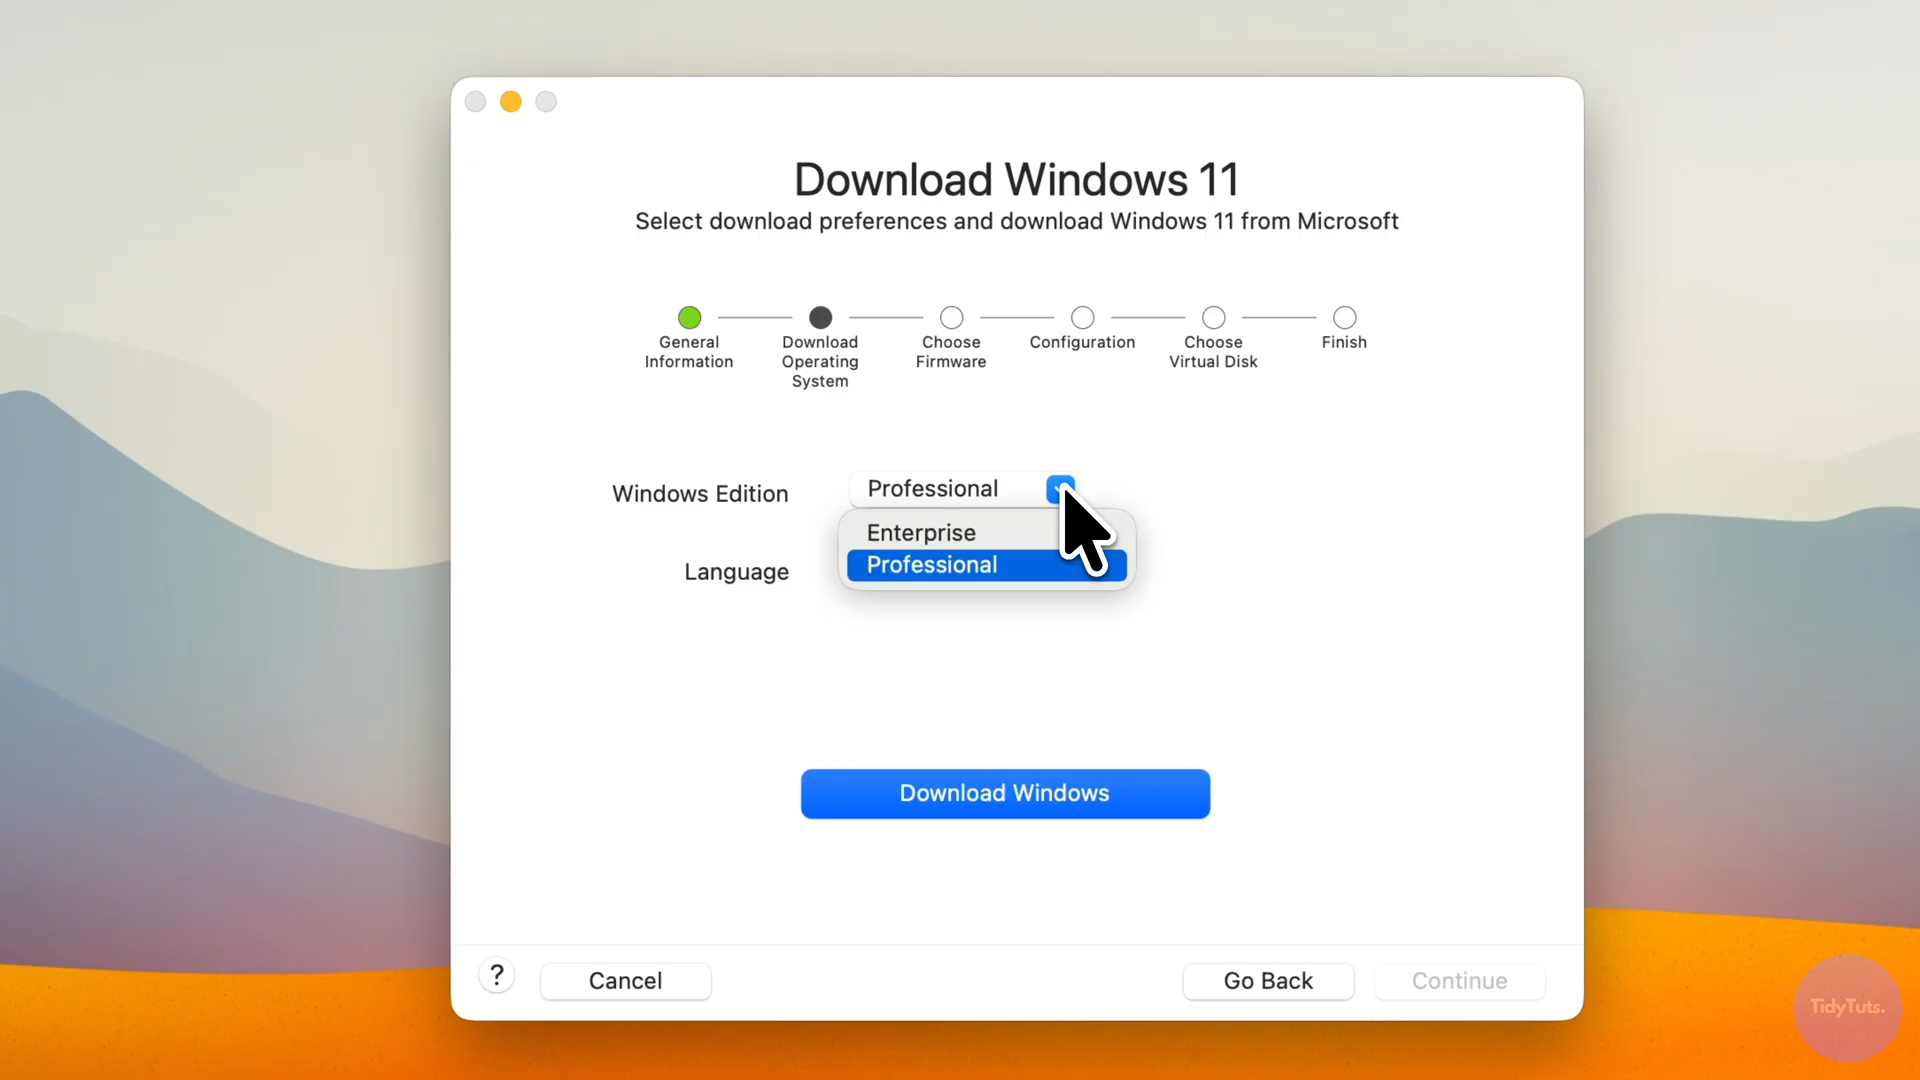 Download Windows 11
Select download preferences and download Windows 11 from Microsoft
General
Information
Download
Operating
System
Choose
Firmware
Configuration
Choose
Virtual Disk
Finish
Windows Edition
Professional
Enterprise
Professional
Language
Download Windows
?
Cancel
Go Back
Continue
TidyTuts.